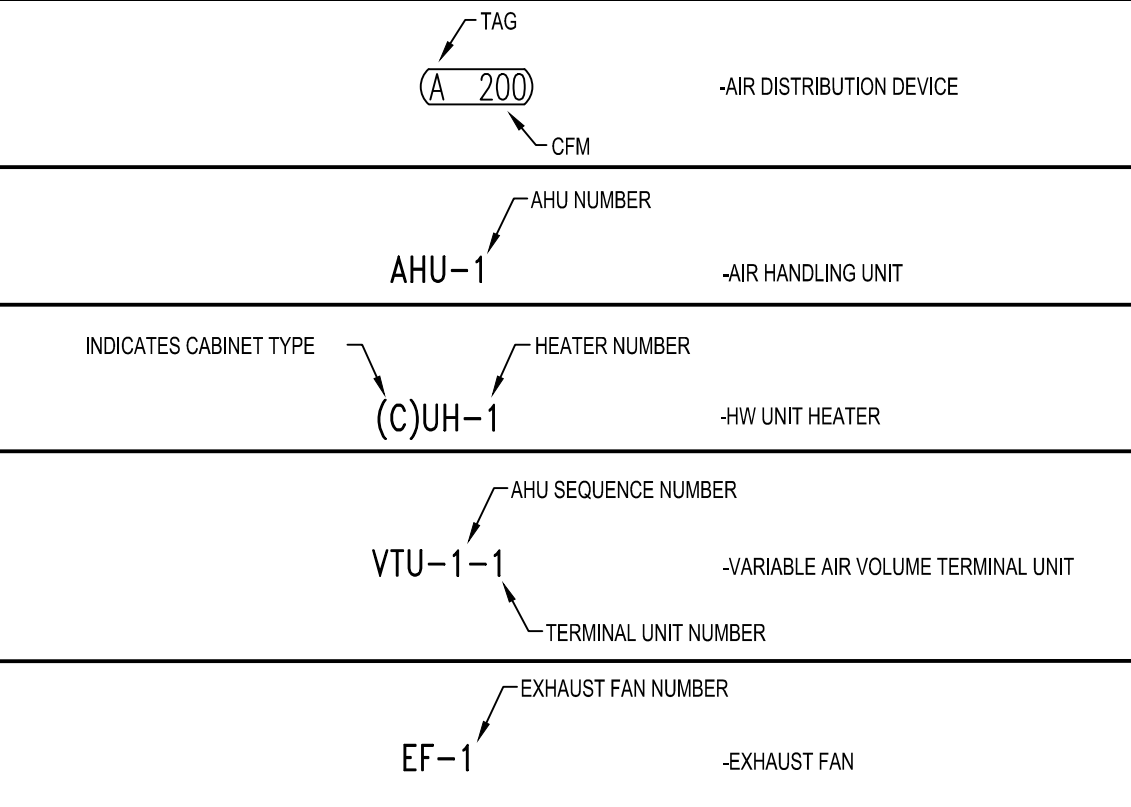 TAG
A 200
-AIR DISTRIBUTION DEVICE
CFM
AHU NUMBER
AHU-1
-AIR HANDLING UNIT
INDICATES CABINET TYPE
HEATER NUMBER
(C)UH-1
-HW UNIT HEATER
AHU SEQUENCE NUMBER
VTU-1-1
-VARIABLE AIR VOLUME TERMINAL UNIT
TERMINAL UNIT NUMBER
EXHAUST FAN NUMBER
EF-1
-EXHAUST FAN